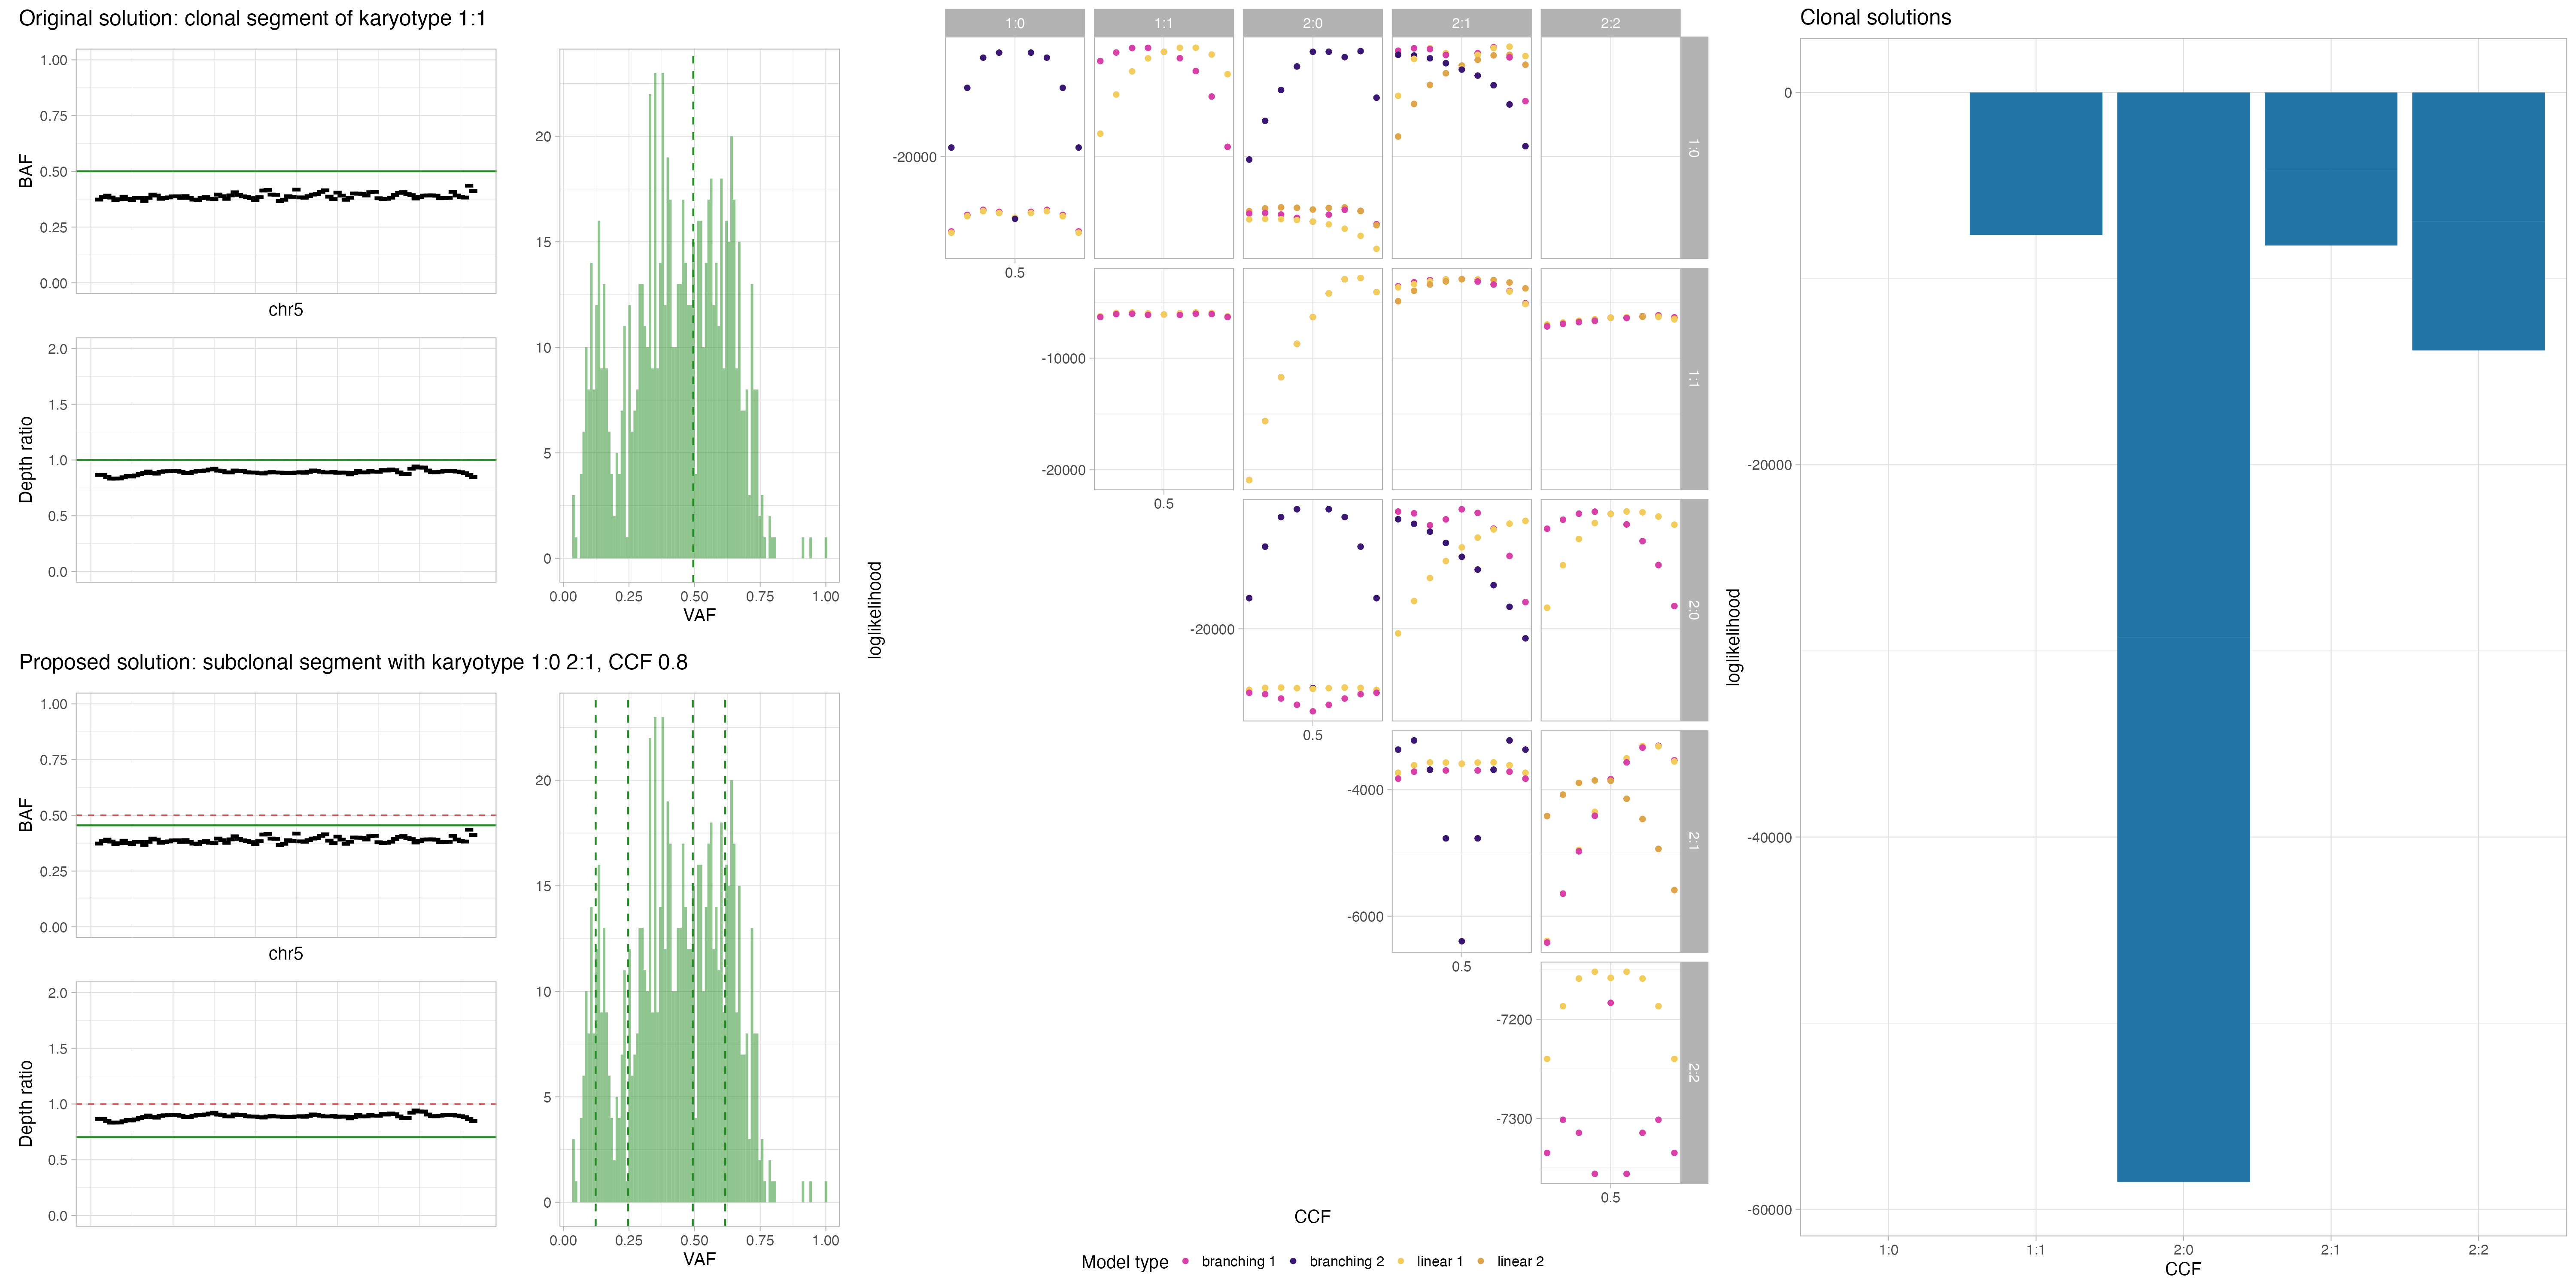 Original solution: clonal segment of karyotype 1:1
1.00
0.75
0.50
0.25
0.00
BAF
chr5
2.0
1.5
1.0
0.5
0.0
Depth ratio
20
15
10
5
0
0.00 0.25 0.50 0.75 1.00
VAF
Proposed solution: subclonal segment with karyotype 1:0 2:1, CCF 0.8
1.00
0.75
0.50
0.25
0.00
BAF
chr5
2.0
1.5
1.0
0.5
0.0
Depth ratio
20
15
10
5
0
0.00 0.25 0.50 0.75 1.00
VAF
loglikelihood
1:0 1:1 2:0 2:1 2:2
-20000
1:0
0.5
-10000
-20000
1:1
0.5
-20000
2:0
0.5
-4000
-6000
2:1
0.5
-7200
-7300
2:2
0.5
CCF
Model type branching 1 branching 2 linear 1 linear 2
Clonal solutions
0
-20000
-40000
-60000
loglikelihood
1:0 1:1 2:0 2:1 2:2
CCF